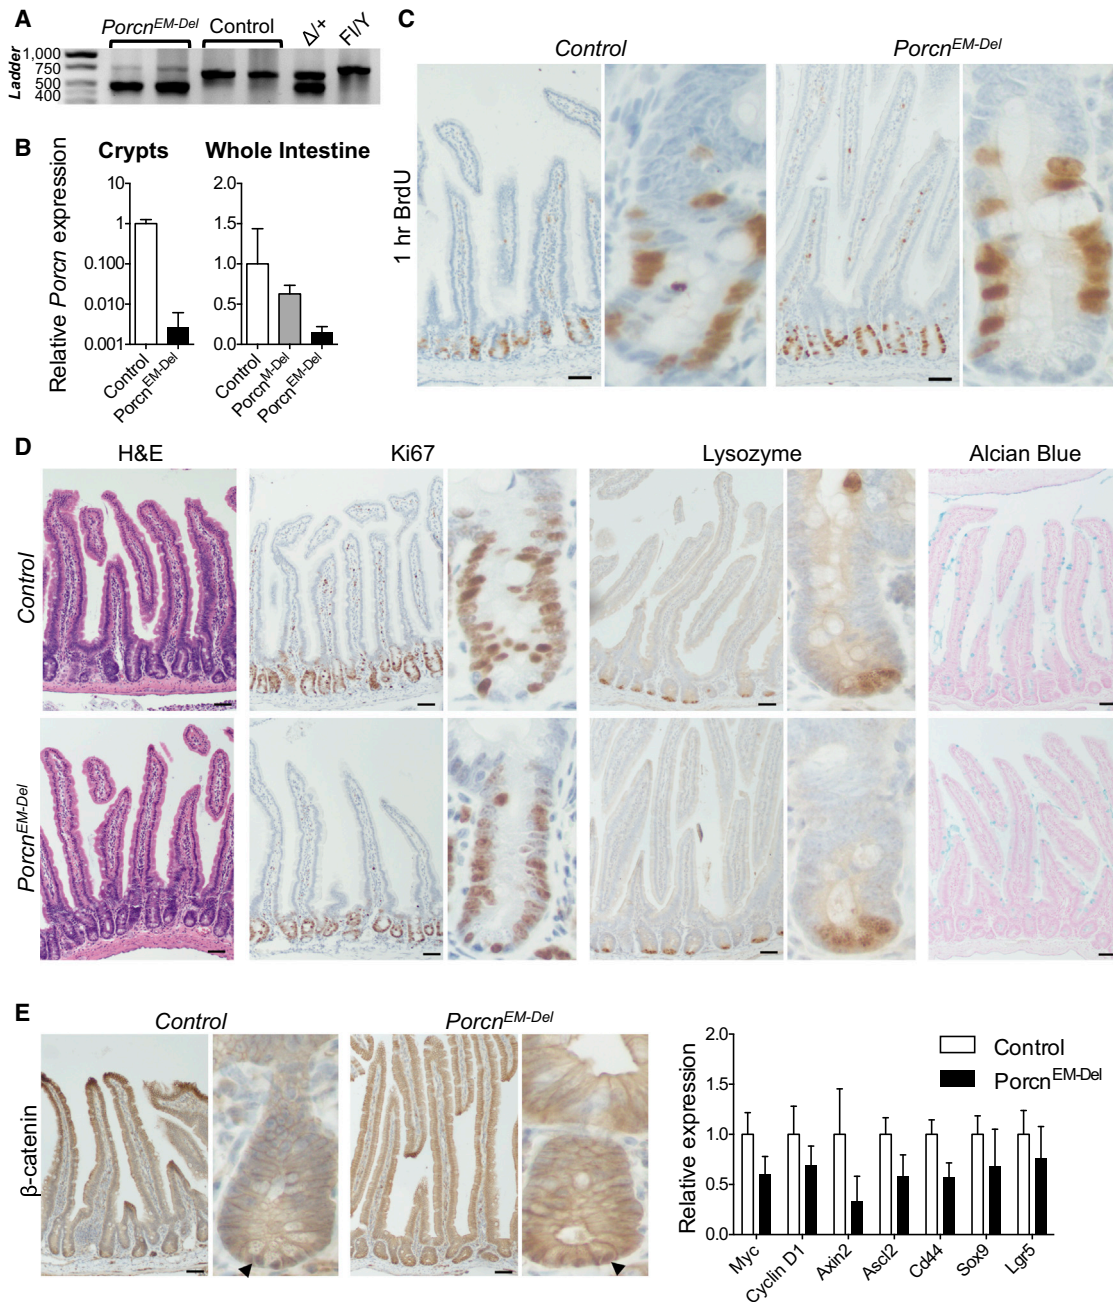 A
Porcn^EM-Del
Control
Δ/+
Fl/Y
Ladder
1,000
750
500
400
B
Crypts
Whole Intestine
Relative Porcn expression
10
1
0.100
0.010
0.001
Control
Porcn^EM-Del
2.0
1.5
1.0
0.5
0.0
Control
Porcn^M-Del
Porcn^EM-Del
C
Control
Porcn^EM-Del
1 hr BrdU
D
H&E
Ki67
Lysozyme
Alcian Blue
Control
Porcn^EM-Del
E
Control
Porcn^EM-Del
β-catenin
Relative expression
2.0
1.5
1.0
0.5
0.0
Control
Porcn^EM-Del
Myc
Cyclin D1
Axin2
Ascl2
Cd44
Sox9
Lgr5